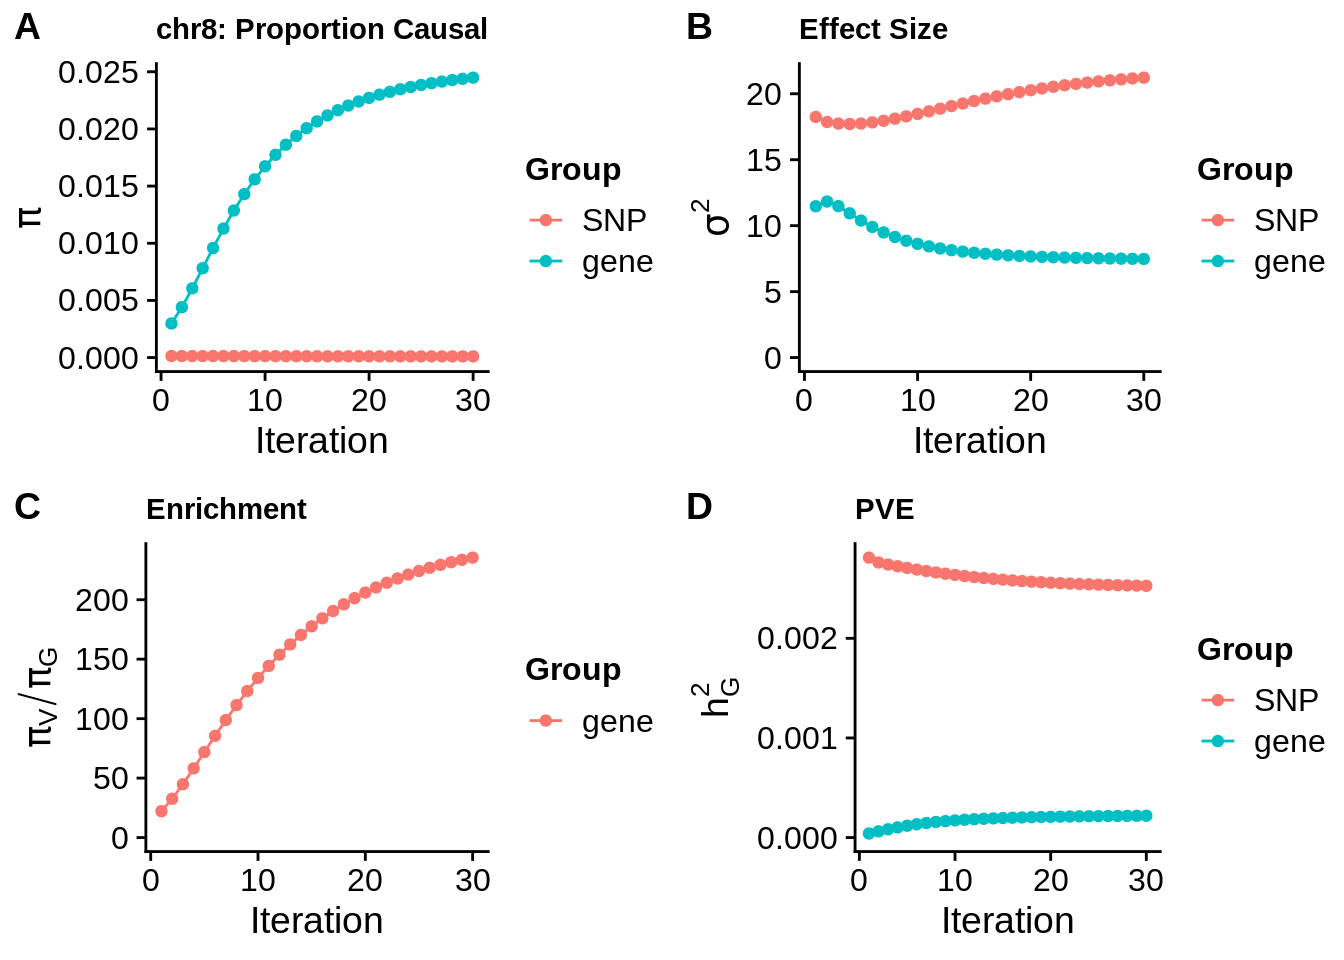 A
chr8: Proportion Causal
0.025
0.020
0.015
0.010
0.005
0.000
π
0 10 20 30
Iteration
Group
SNP
gene
B
Effect Size
20
15
10
5
0
σ²
0 10 20 30
Iteration
Group
SNP
gene
C
Enrichment
200
150
100
50
0
πV/πG
0 10 20 30
Iteration
Group
gene
D
PVE
0.002
0.001
0.000
h²G
0 10 20 30
Iteration
Group
SNP
gene